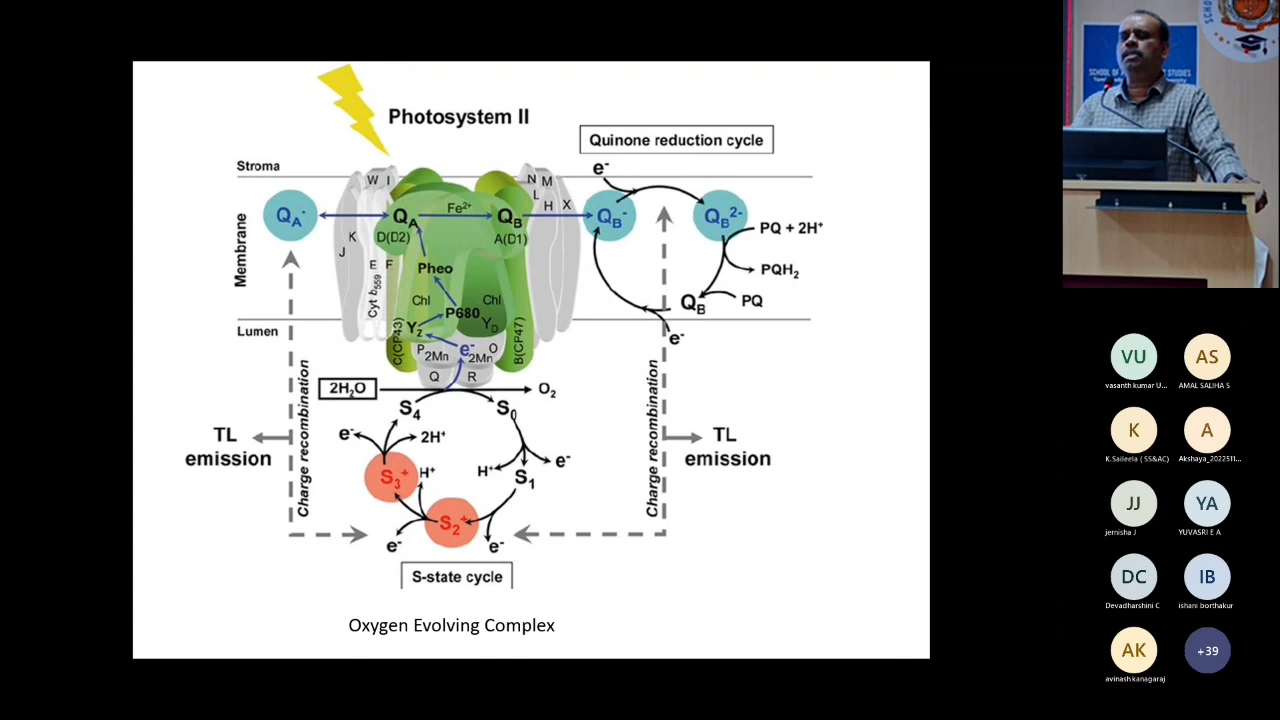 Photosystem II
Quinone reduction cycle
Stroma
Membrane
Lumen
e-
W I
N M
L
H X
QA-
QA
Fe2+
QB
QB-
QB2-
PQ + 2H+
D(D2)
A(D1)
K
J
E F
Cyt b559
Pheo
PQH2
Chl
Chl
P680
QB
PQ
YZ
YD
C(CP43)
B(CP47)
e-
P
2Mn
e-
2Mn
O
Q
R
2H2O
O2
S4
S0
e-
2H+
TL
emission
Charge recombination
Charge recombination
TL
emission
S3+
H+
H+
e-
S1
S2+
e-
e-
S-state cycle
Oxygen Evolving Complex
SCHOOL OF
STUDIES
VU
AS
vasanth kumar U...
AMAL SALIHA S
K
A
K.Saileela ( SS&AC)
Akshaya_2022511...
JJ
YA
jernisha J
YUVASRI E A
DC
IB
Devadharshini C
ishani borthakur
AK
+39
avinash kanagaraj